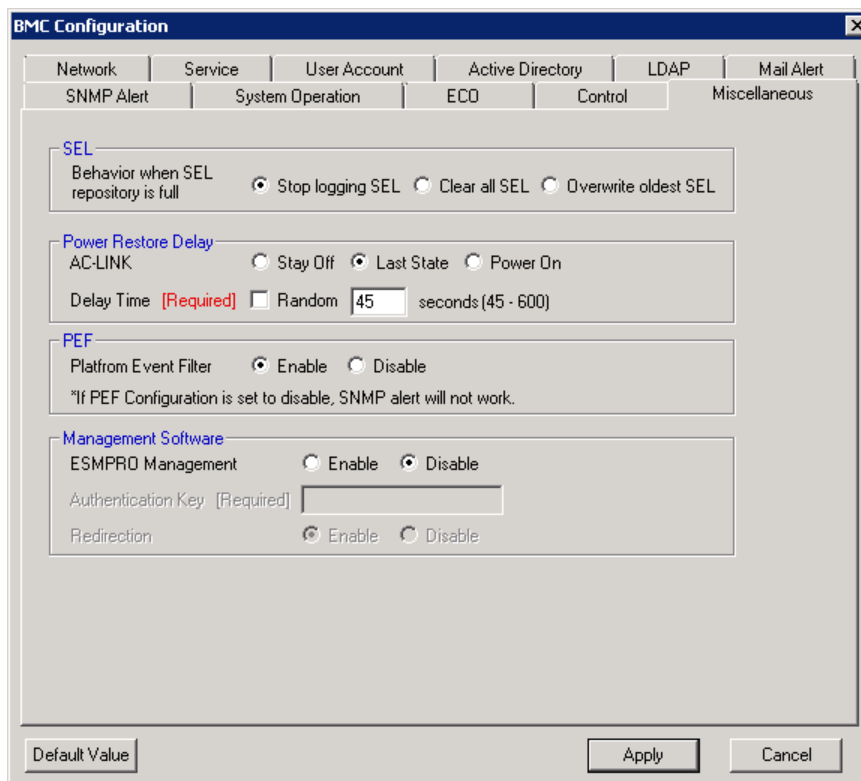 BMC Configuration
Network Service User Account Active Directory LDAP Mail Alert
SNMP Alert System Operation ECO Control Miscellaneous
SEL
Behavior when SEL
repository is full Stop logging SEL Clear all SEL Overwrite oldest SEL
Power Restore Delay
AC-LINK Stay Off Last State Power On
Delay Time [Required] Random 45 seconds (45 - 600)
PEF
Platfrom Event Filter Enable Disable
*If PEF Configuration is set to disable, SNMP alert will not work.
Management Software
ESMPRO Management Enable Disable
Authentication Key [Required]
Redirection Enable Disable
Default Value Apply Cancel